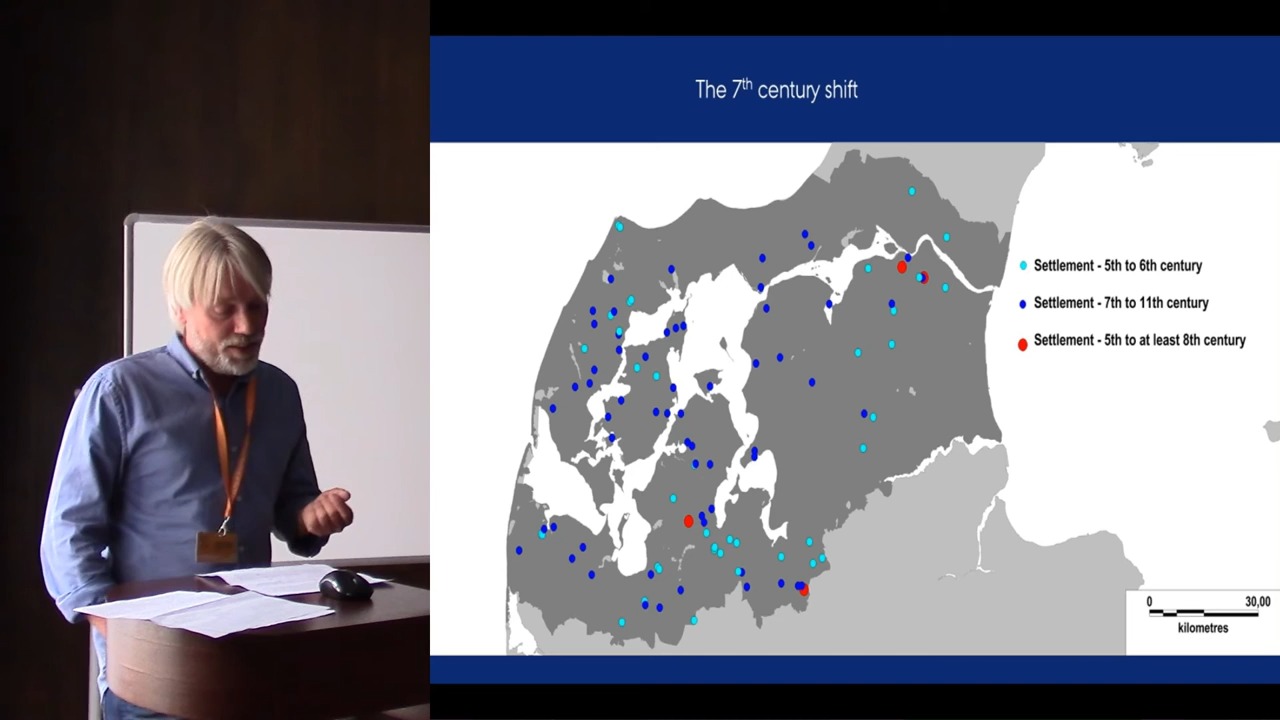 The 7th century shift
Settlement - 5th to 6th century
Settlement - 7th to 11th century
Settlement - 5th to at least 8th century
0 30,00
kilometres